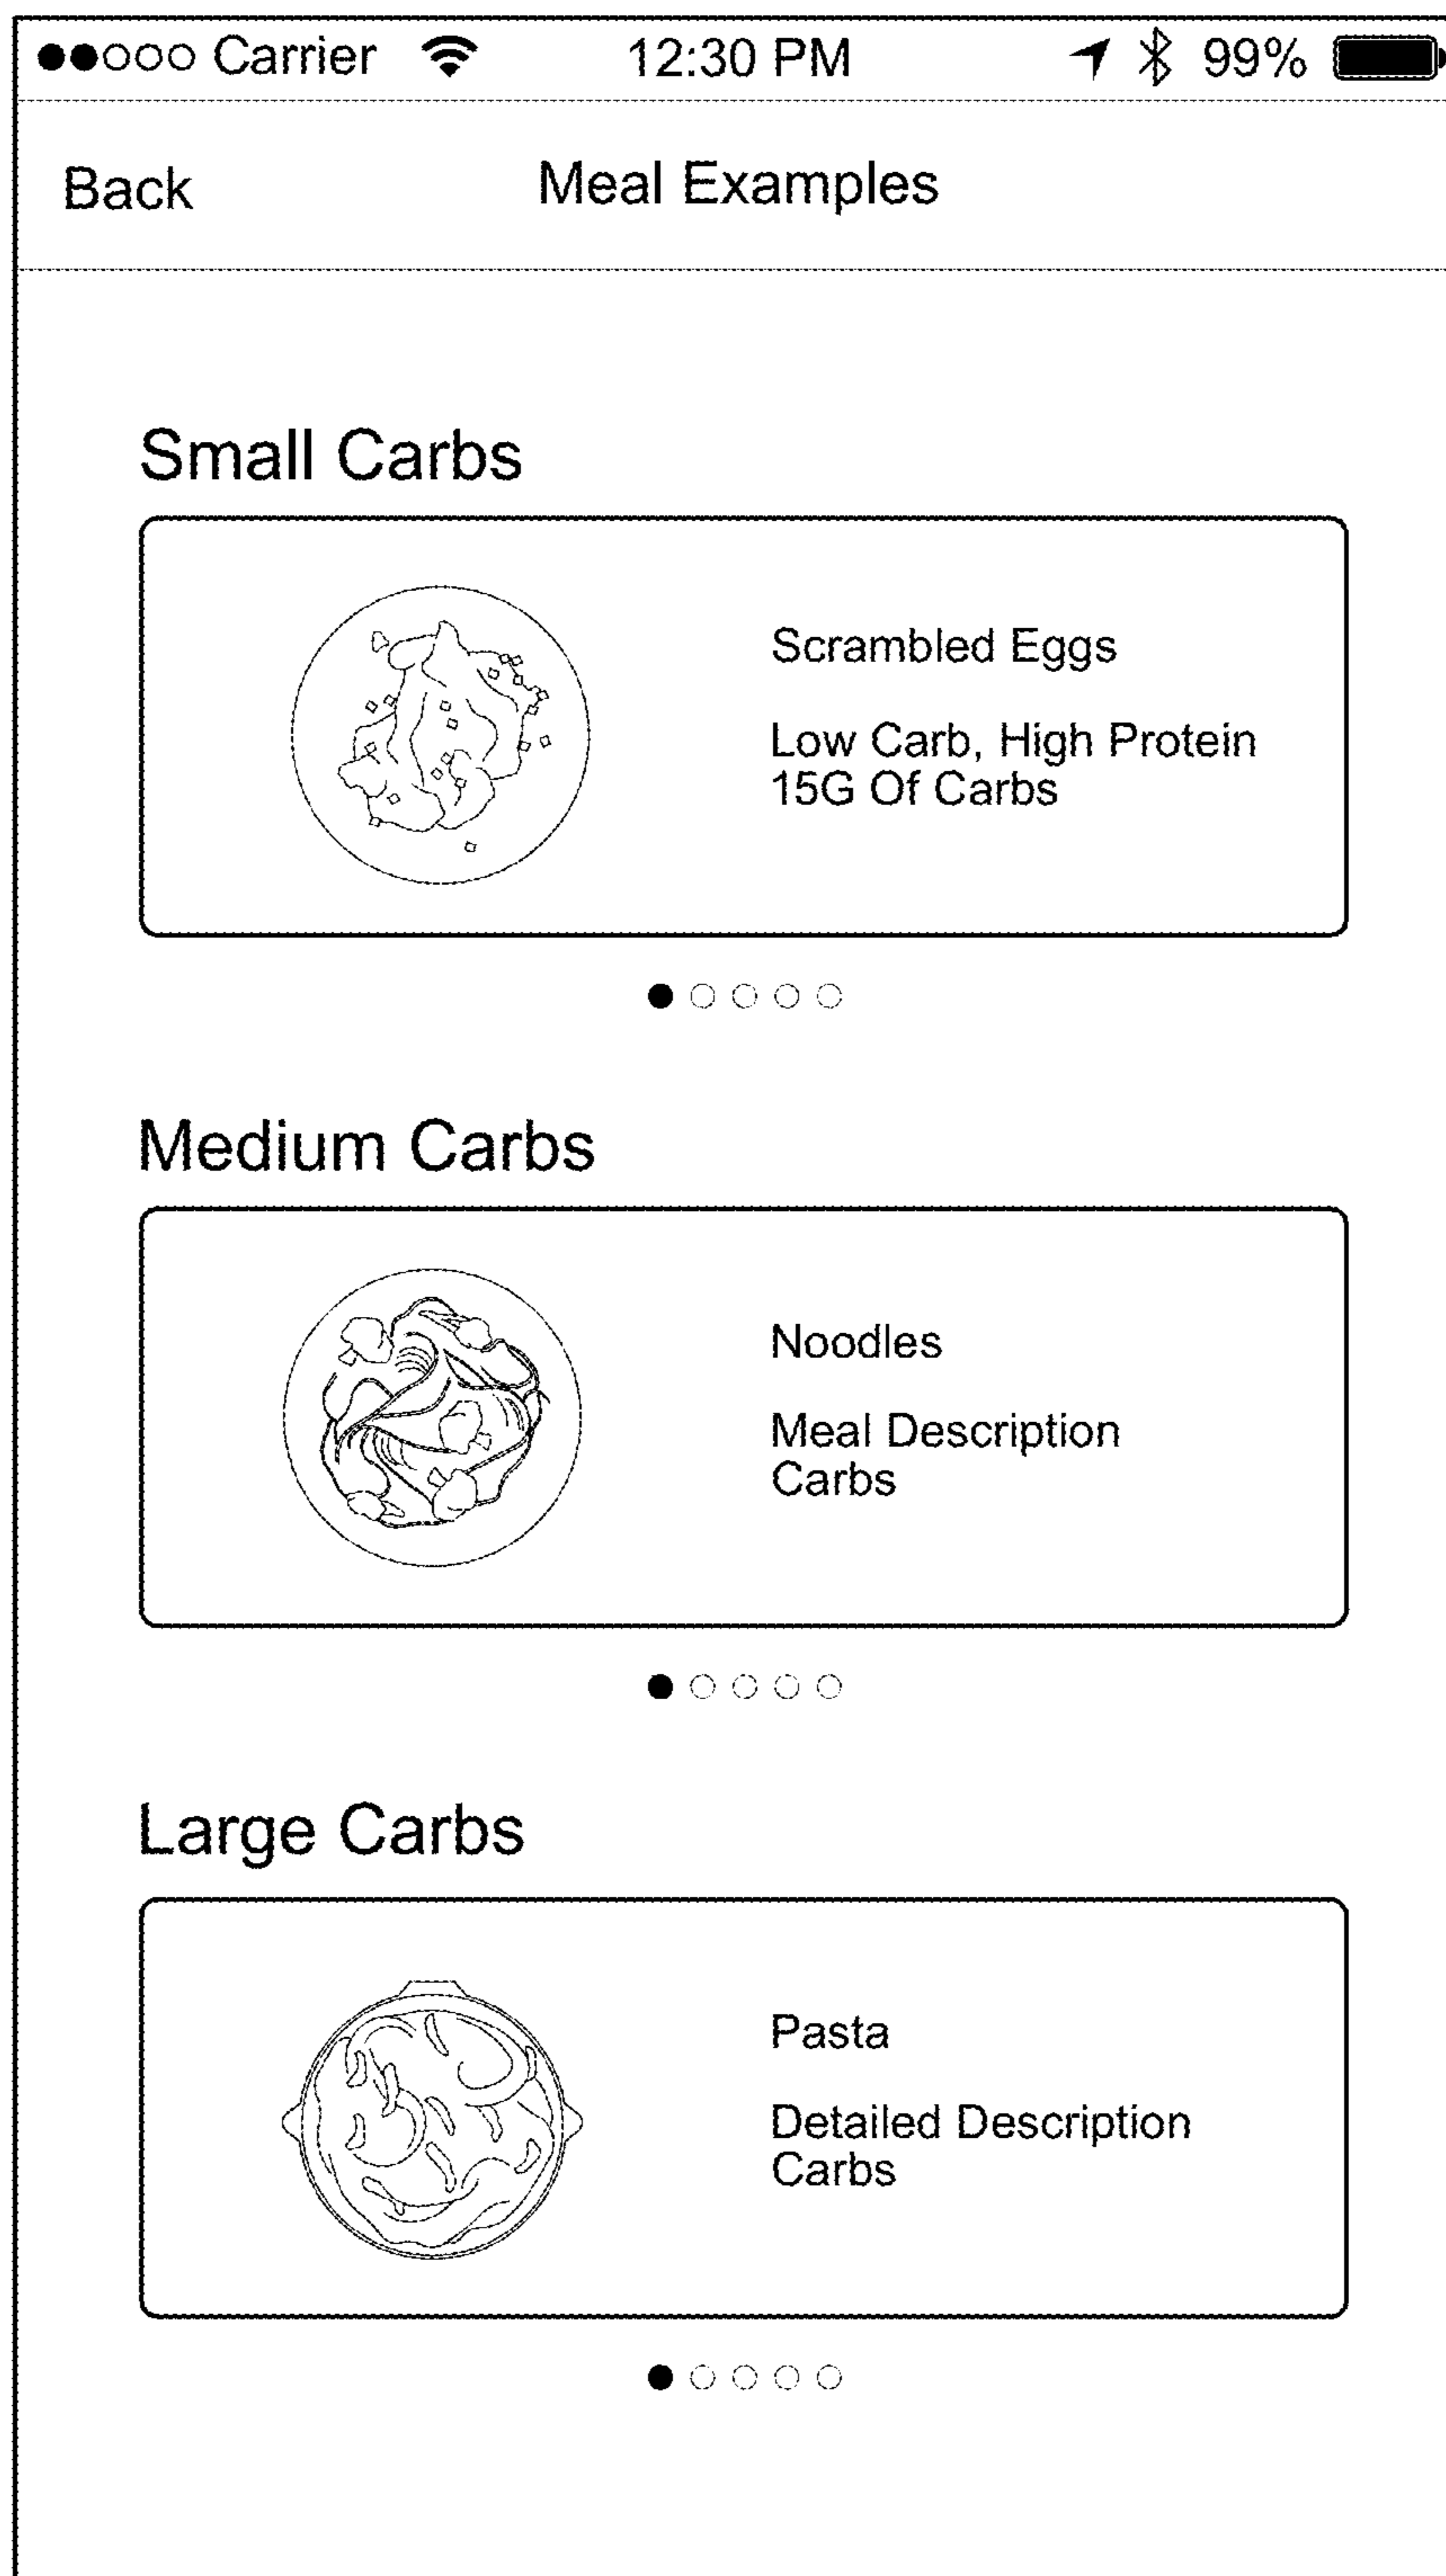 Carrier 12:30 PM 99%
Back Meal Examples
Small Carbs
Scrambled Eggs
Low Carb, High Protein
15G Of Carbs
Medium Carbs
Noodles
Meal Description
Carbs
Large Carbs
Pasta
Detailed Description
Carbs